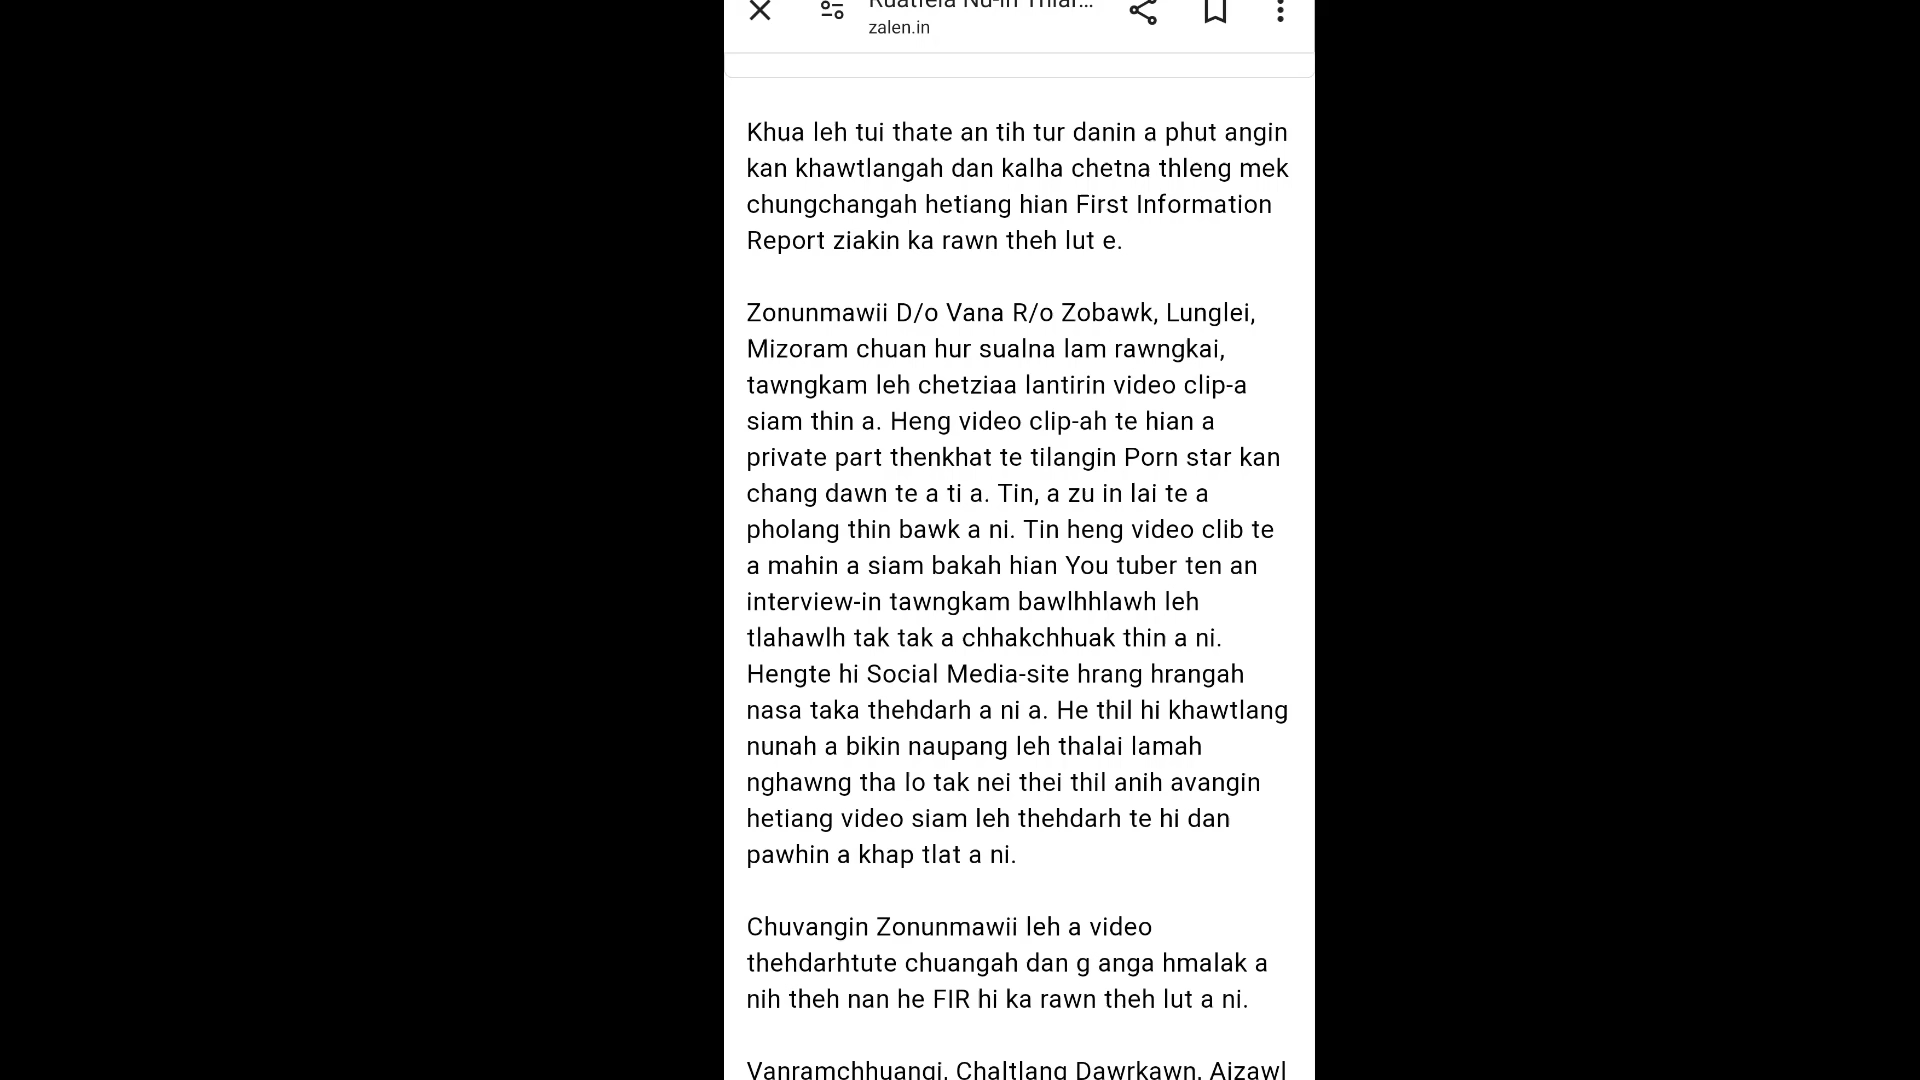 zalen.in
Khua leh tui thate an tih tur danin a phut angin
kan khawtlangah dan kalha chetna thleng mek
chungchangah hetiang hian First Information
Report ziakin ka rawn theh lut e.
Zonunmawii D/o Vana R/o Zobawk, Lunglei,
Mizoram chuan hur sualna lam rawngkai,
tawngkam leh chetziaa lantirin video clip-a
siam thin a. Heng video clip-ah te hian a
private part thenkhat te tilangin Porn star kan
chang dawn te a ti a. Tin, a zu in lai te a
pholang thin bawk a ni. Tin heng video clib te
a mahin a siam bakah hian You tuber ten an
interview-in tawngkam bawlhhlawh leh
tlahawlh tak tak a chhakchhuak thin a ni.
Hengte hi Social Media-site hrang hrangah
nasa taka thehdarh a ni a. He thil hi khawtlang
nunah a bikin naupang leh thalai lamah
nghawng tha lo tak nei thei thil anih avangin
hetiang video siam leh thehdarh te hi dan
pawhin a khap tlat a ni.
Chuvangin Zonunmawii leh a video
thehdarhtute chuangah dan g anga hmalak a
nih theh nan he FIR hi ka rawn theh lut a ni.
Vanramchhuangi, Chaltlang Dawrkawn, Aizawl